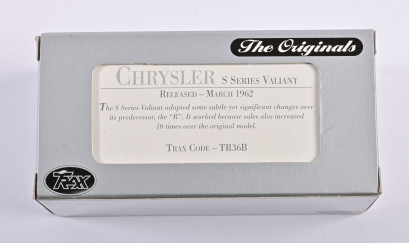 The Originals
CHRYSLER S SERIES VALIANT
RELEASED – MARCH 1962
The S Series Valiant adopted some subtle yet significant changes over
its predecessor, the "R". It worked because sales also increased
10 times over the original model.
TRAX CODE – TR36B
TRAX